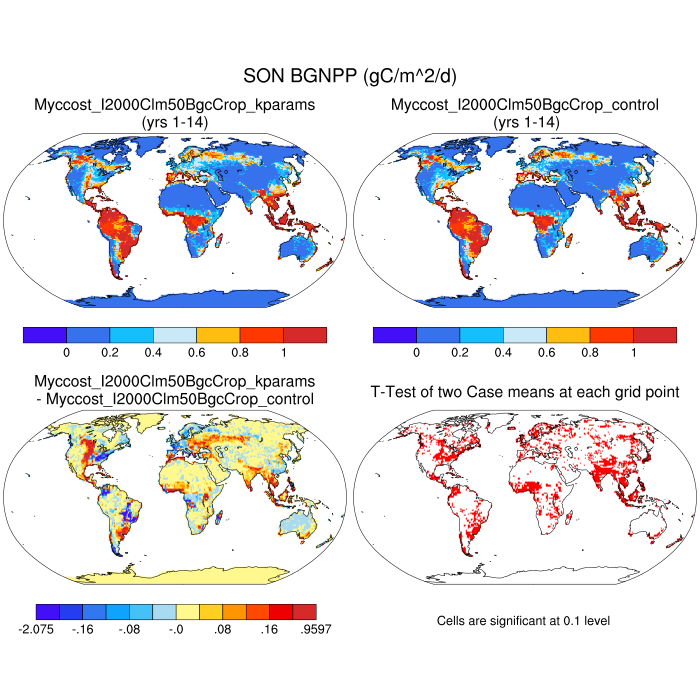 SON BGNPP (gC/m^2/d)
Myccost_I2000Clm50BgcCrop_kparams
(yrs 1-14)
Myccost_I2000Clm50BgcCrop_control
(yrs 1-14)
0 0.2 0.4 0.6 0.8 1
0 0.2 0.4 0.6 0.8 1
Myccost_I2000Clm50BgcCrop_kparams
- Myccost_I2000Clm50BgcCrop_control
T-Test of two Case means at each grid point
-2.075 -.16 -.08 -.0 .08 .16 .9597
Cells are significant at 0.1 level